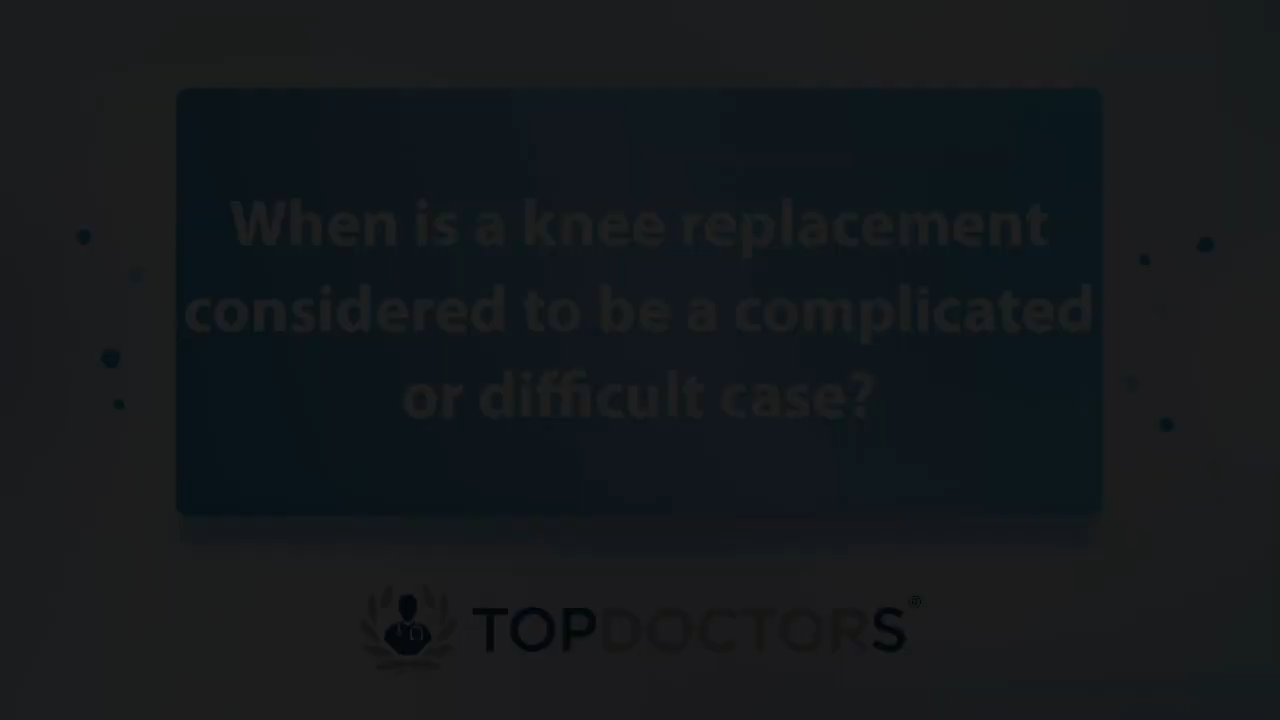 When is a knee replacement
considered to be a complicated
or difficult case?
TOPDOCTORS®